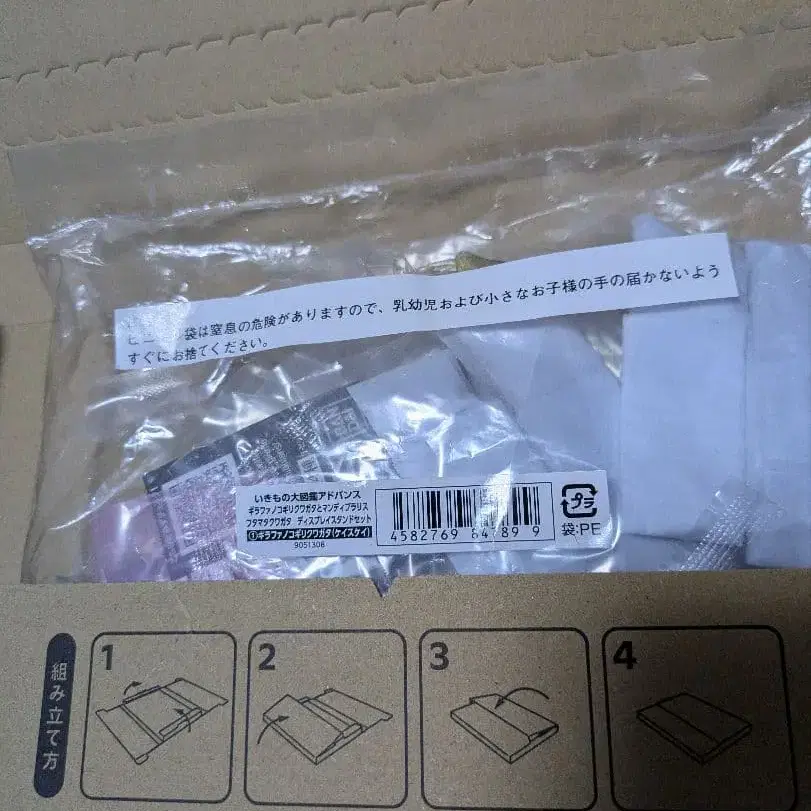 袋は窒息の危険がありますので、乳幼児および小さなお子様の手の届かないよう
すぐにお捨てください。
いきもの大図鑑アドバンス
ギラファノコギリクワガタとマンディブラリス
フタマタクワガタ ディスプレイスタンドセット
①ギラファノコギリクワガタ(ケイスケイ)
9051308
4582769
9
プラ
袋:PE
組み立て方
1
2
3
4